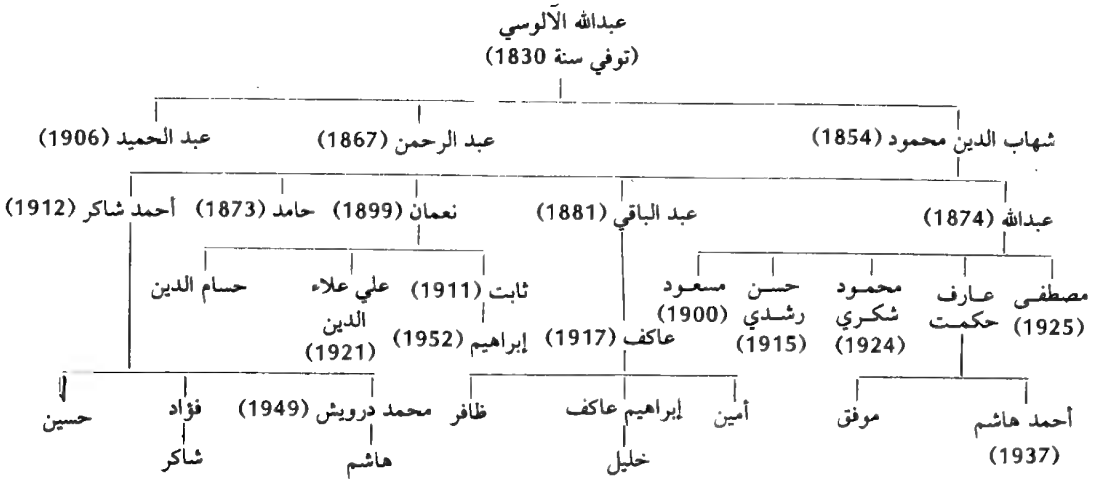 عبدالله الآلوسي
(توفي سنة 1830)
شهاب الدين محمود (1854)
عبد الرحمن (1867)
عبد الحميد (1906)
عبدالله (1874)
عبد الباقي (1881)
نعمان (1899)
حامد (1873)
أحمد شاكر (1912)
مصطفى
(1925)
عارف
حكمت
محمود
شكري
(1924)
حسن
رشدي
(1915)
مسعود
(1900)
ثابت (1911)
علي علاء
الدين
(1921)
حسام الدين
عاكف (1917)
إبراهيم (1952)
أحمد هاشم
(1937)
موفق
أمين
إبراهيم عاكف
ظافر
محمد درويش (1949)
فؤاد
حسين
خليل
هاشم
شاكر